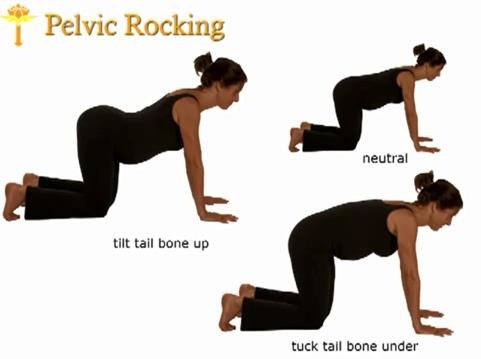 Pelvic Rocking
neutral
tilt tail bone up
tuck tail bone under